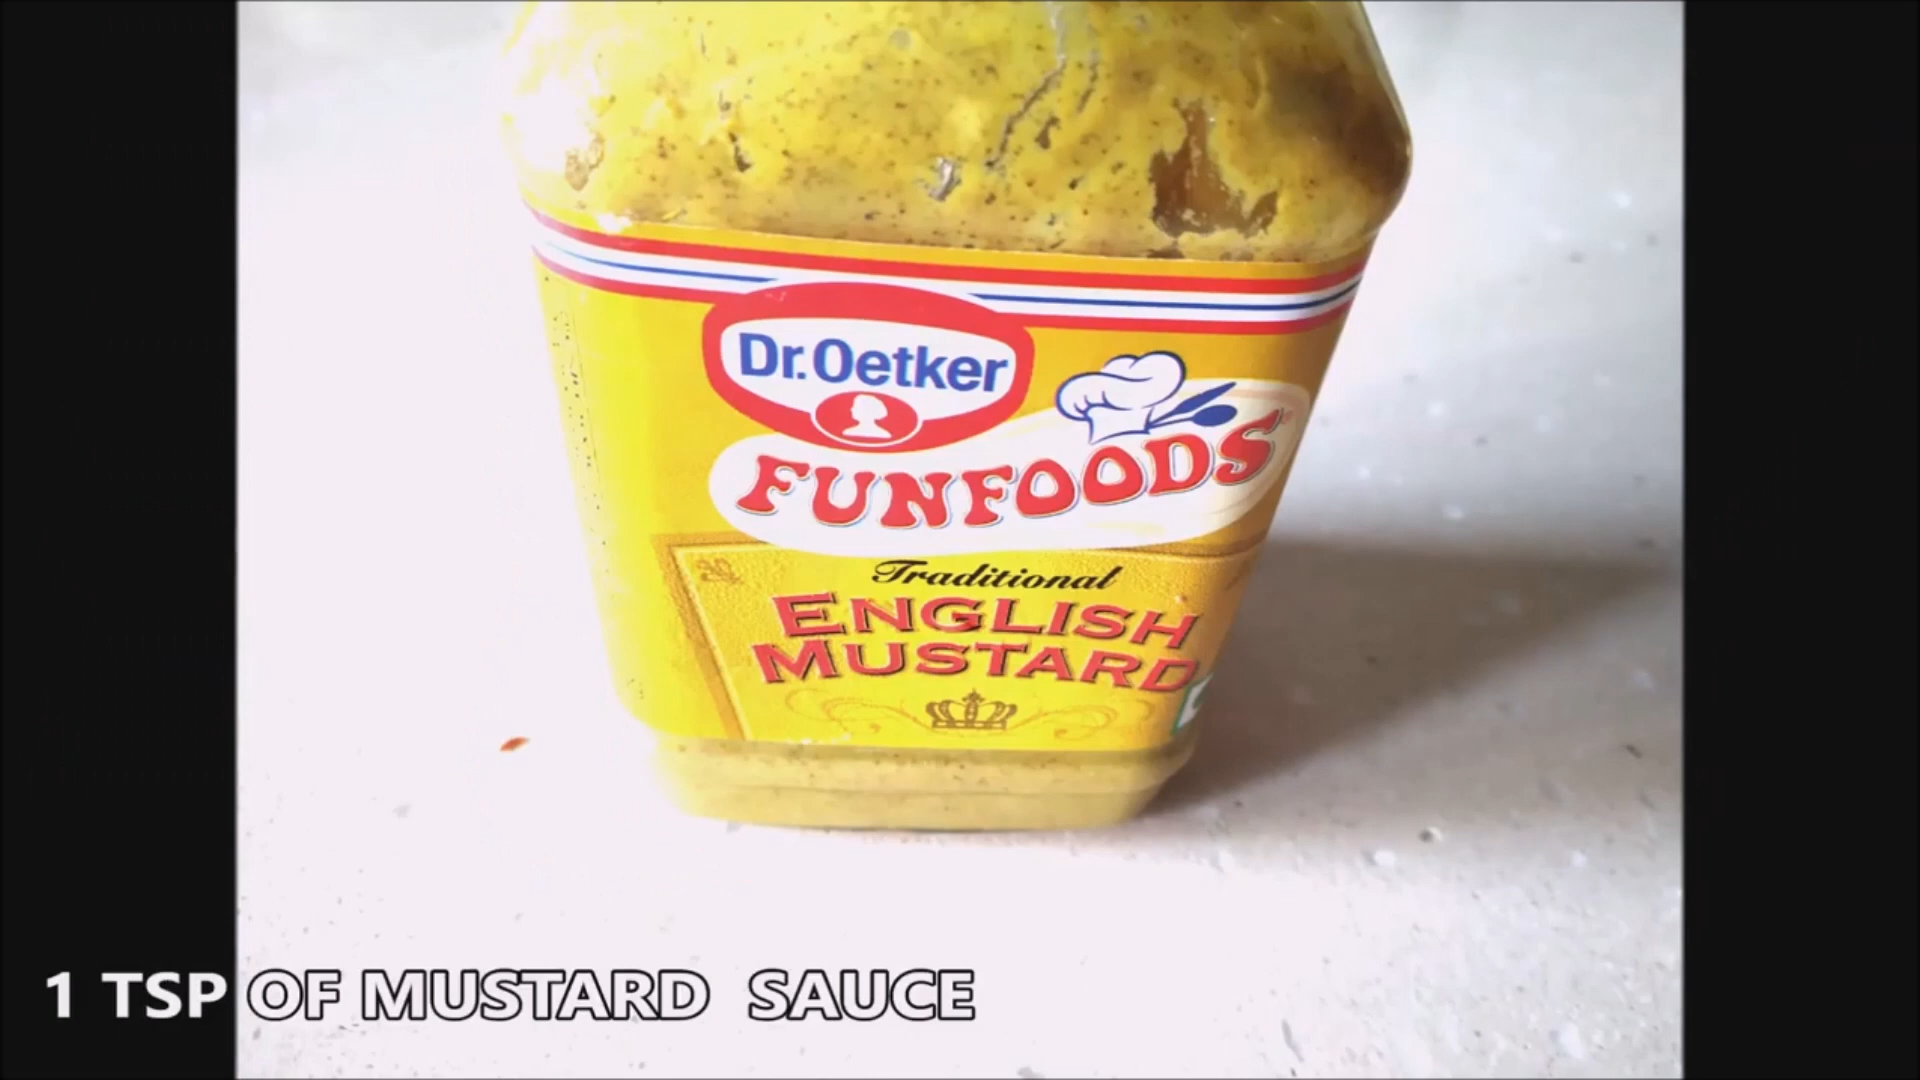 Dr.Oetker
FUNFOODS
Traditional
ENGLISH
MUSTARD
1 TSP OF MUSTARD SAUCE